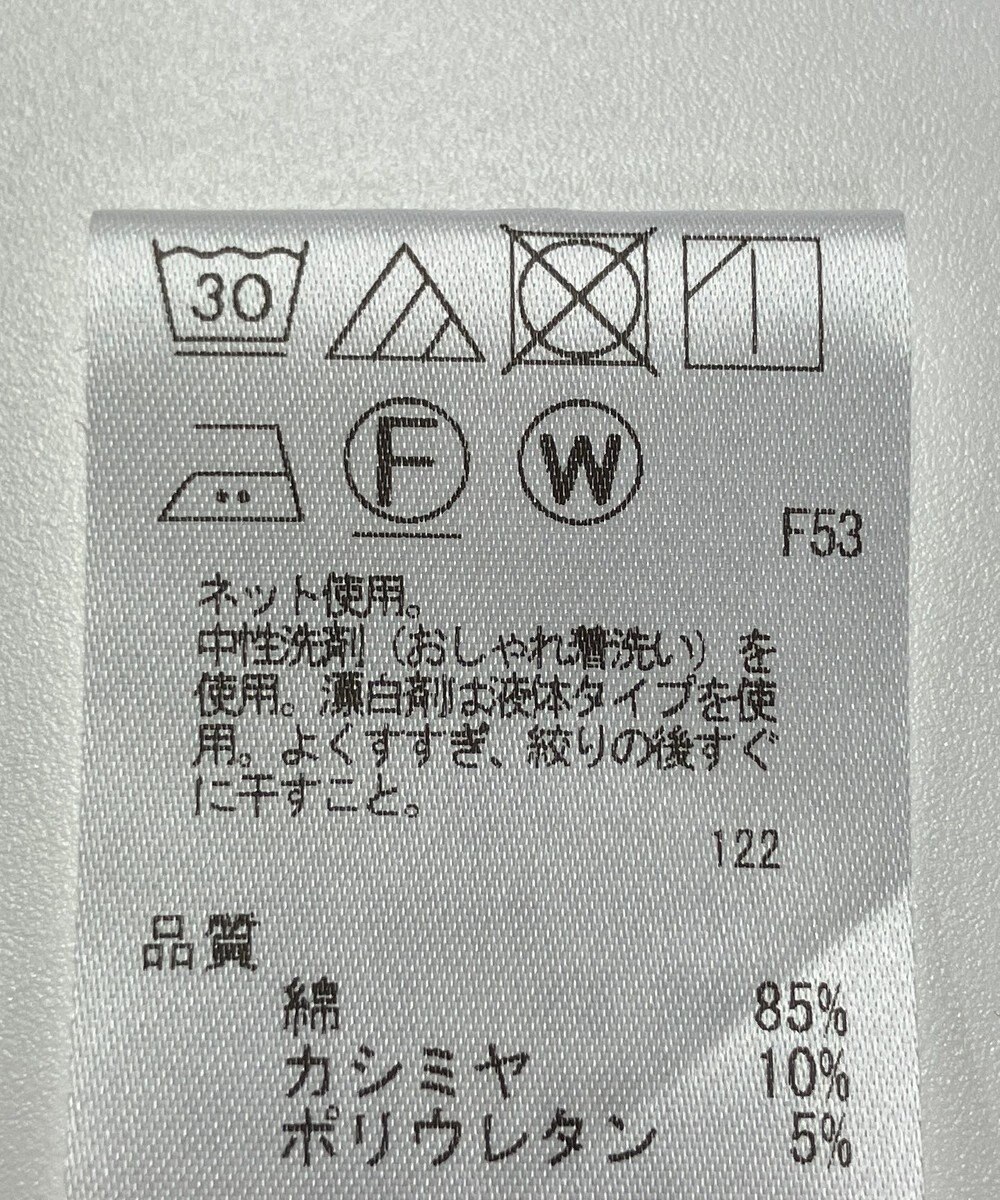 30
F W
F53
ネット使用。
中性洗剤（おしゃれ着洗い）を
使用。漂白剤は液体タイプを使
用。よくすすぎ、絞りの後すぐ
に干すこと。
122
品質
綿 85%
カシミヤ 10%
ポリウレタン 5%